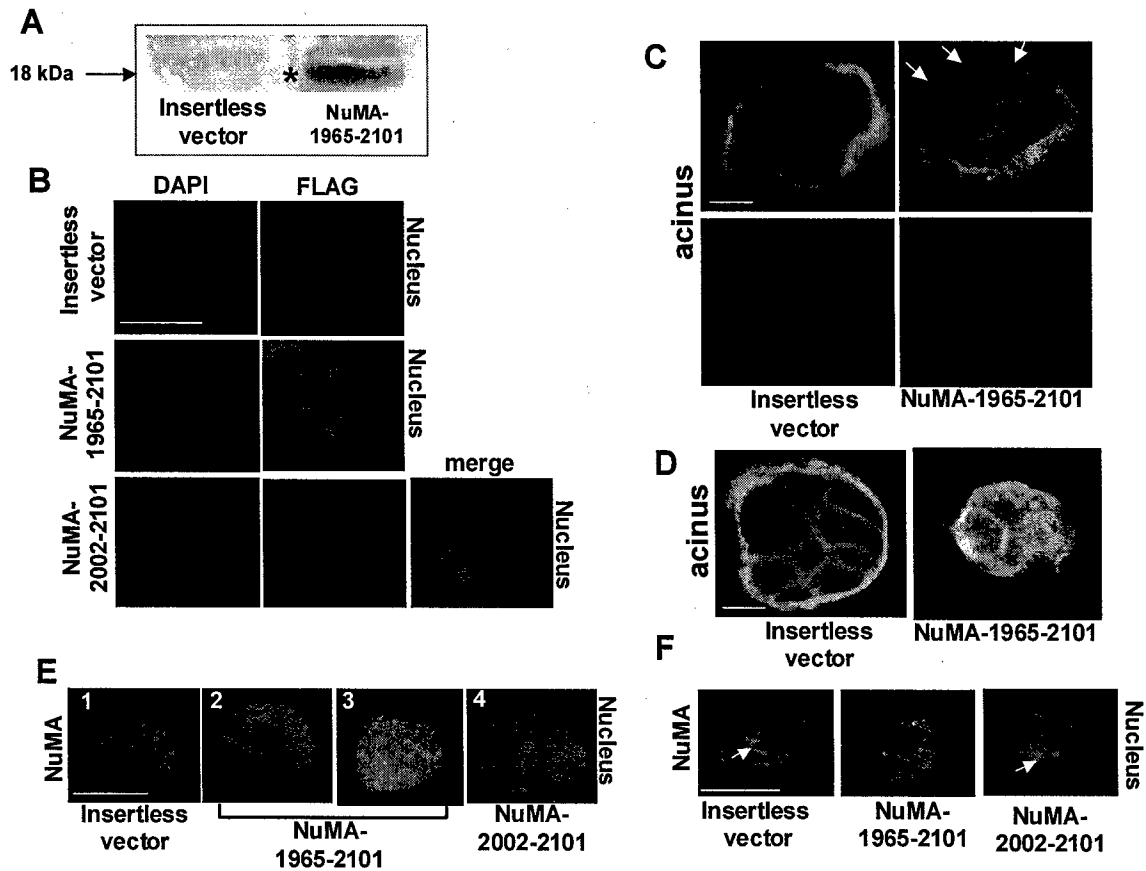 A
18 kDa
*
Insertless
vector
NuMA-
1965-2101
B
DAPI
FLAG
Insertless
vector
Nucleus
NuMA-
1965-2101
Nucleus
merge
NuMA-
2002-2101
Nucleus
C
acinus
Insertless
vector
NuMA-1965-2101
D
acinus
Insertless
vector
NuMA-1965-2101
E
NuMA
1
2
3
4
Nucleus
Insertless
vector
NuMA-
1965-2101
NuMA-
2002-2101
F
NuMA
Nucleus
Insertless
vector
NuMA-
1965-2101
NuMA-
2002-2101